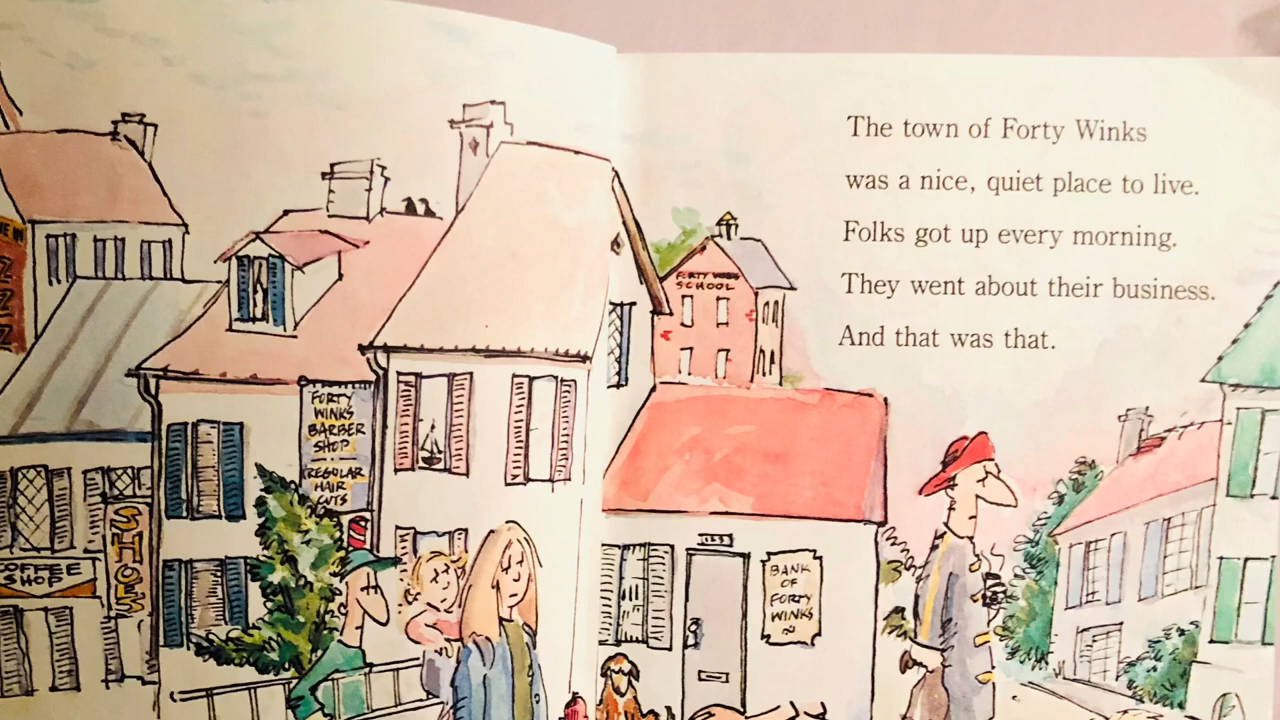 FORTY
WINKS
BARBER
SHOP
REGULAR
HAIR
CUTS
SHOES
COFFEE
SHOP
FORTY WINKS
SCHOOL
123
BANK
OF
FORTY
WINKS
The town of Forty Winks
was a nice, quiet place to live.
Folks got up every morning.
They went about their business.
And that was that.